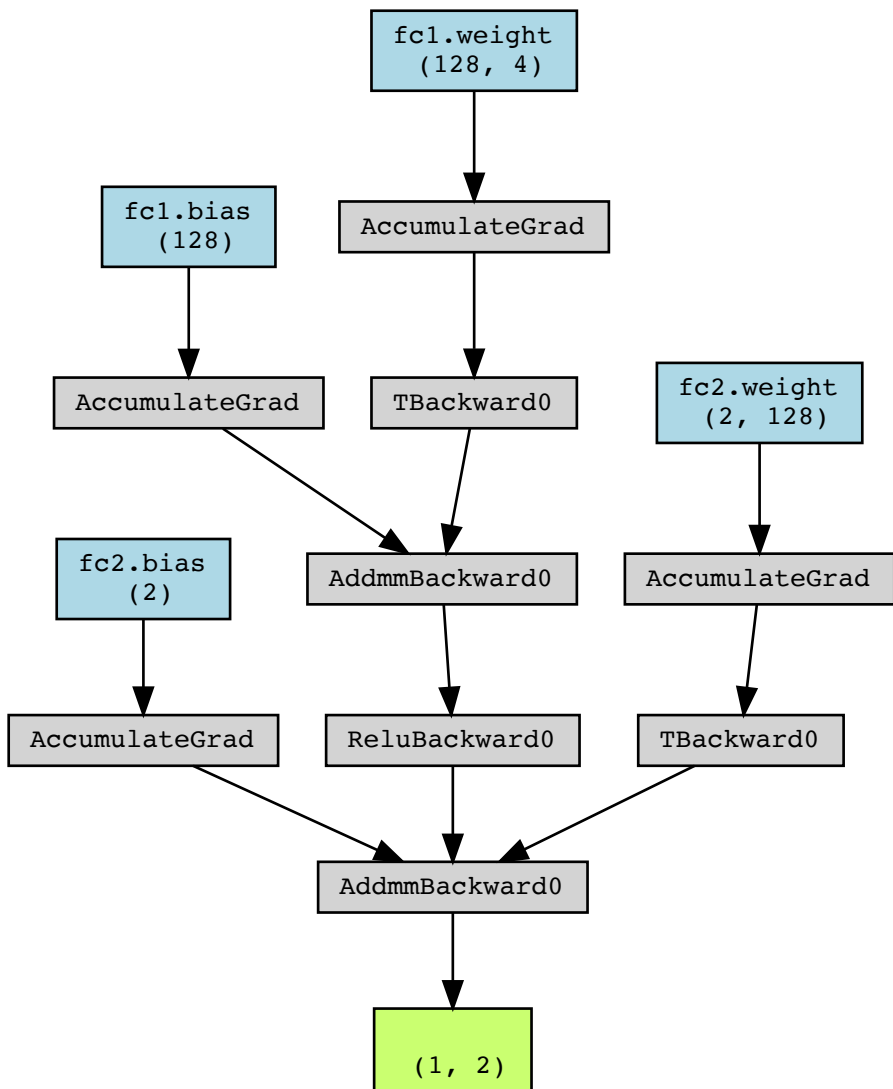 fc1.weight
(128, 4)
fc1.bias
(128)
AccumulateGrad
AccumulateGrad
TBackward0
fc2.weight
(2, 128)
fc2.bias
(2)
AddmmBackward0
AccumulateGrad
AccumulateGrad
ReluBackward0
TBackward0
AddmmBackward0
(1, 2)